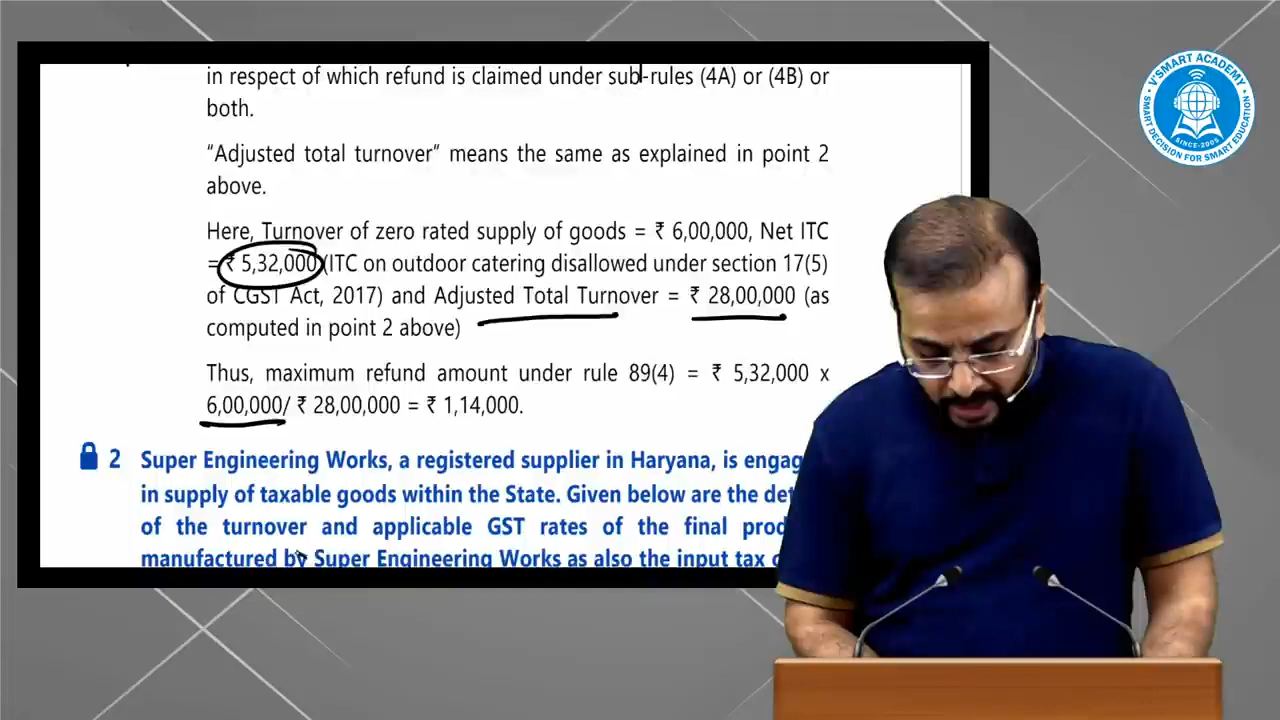 in respect of which refund is claimed under sub-rules (4A) or (4B) or
both.
"Adjusted total turnover" means the same as explained in point 2
above.
Here, Turnover of zero rated supply of goods = ₹ 6,00,000, Net ITC
= ₹ 5,32,000 (ITC on outdoor catering disallowed under section 17(5)
of CGST Act, 2017) and Adjusted Total Turnover = ₹ 28,00,000 (as
computed in point 2 above)
Thus, maximum refund amount under rule 89(4) = ₹ 5,32,000 x
6,00,000/ ₹ 28,00,000 = ₹ 1,14,000.
2 Super Engineering Works, a registered supplier in Haryana, is
in supply of taxable goods within the State. Given below are the
of the turnover and applicable GST rates of the final
manufactured by Super Engineering Works as also the input tax
V'SMART ACADEMY
SMART DECISION FOR SMART EDUCATION
SINCE-2005